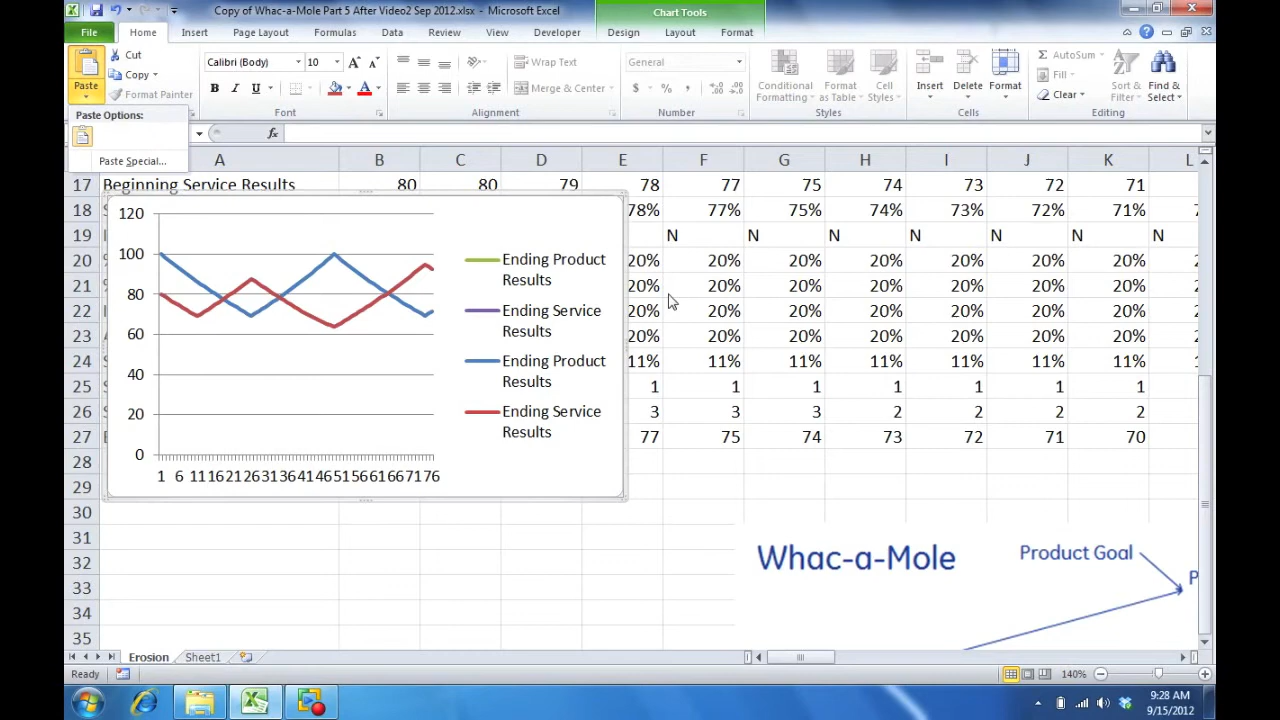 Copy of Whac-a-Mole Part 5 After Video2 Sep 2012.xlsx - Microsoft Excel
Chart Tools
File Home Insert Page Layout Formulas Data Review View Developer Design Layout Format
Cut
Calibri (Body) 10
Wrap Text
General
AutoSum
Copy
Fill
Paste
Format Painter
B I U
Merge & Center
$ % ,
Conditional Formatting
Format as Table
Cell Styles
Insert
Delete
Format
Clear
Sort & Filter
Find & Select
Font
Alignment
Number
Styles
Cells
Editing
Paste Options:
fx
Paste Special...
A B C D E F G H I J K L
17 Beginning Service Results 80 80 79 78 77 75 74 73 72 71
18 78% 77% 75% 74% 73% 72% 71%
19 N N N N N N N
20 20% 20% 20% 20% 20% 20% 20%
21 20% 20% 20% 20% 20% 20% 20%
22 20% 20% 20% 20% 20% 20% 20%
23 20% 20% 20% 20% 20% 20% 20%
24 11% 11% 11% 11% 11% 11% 11%
25 1 1 1 1 1 1 1
26 3 3 3 2 2 2 2
27 77 75 74 73 72 71 70
28
29
30
31
32
33
34
35
120
100
80
60
40
20
0
1 6 11 16 21 26 31 36 41 46 51 56 61 66 71 76
Ending Product
Results
Ending Service
Results
Ending Product
Results
Ending Service
Results
Whac-a-Mole
Product Goal
Erosion Sheet1
Ready
140%
9:28 AM
9/15/2012